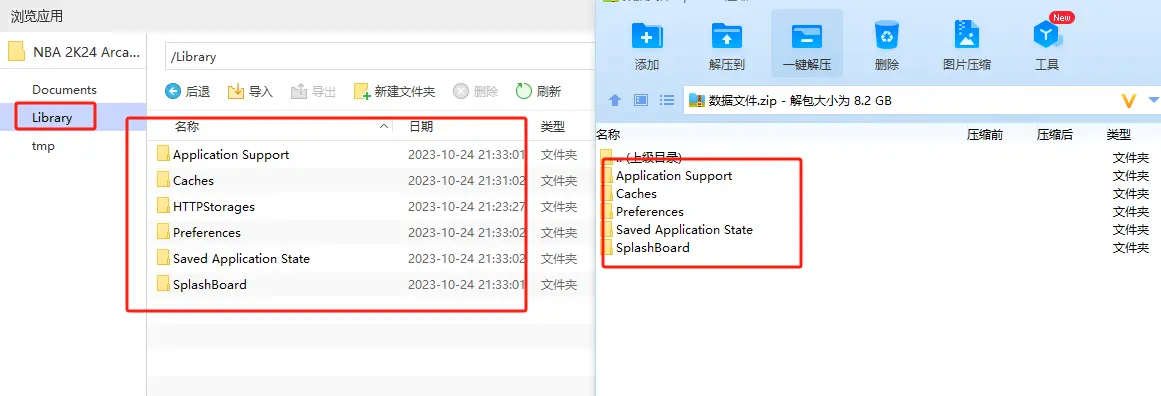 浏览应用
NBA 2K24 Arca...
Documents
Library
tmp
/Library
后退
导入
导出
新建文件夹
删除
刷新
名称 日期 类型
Application Support 2023-10-24 21:33:01 文件夹
Caches 2023-10-24 21:31:02 文件夹
HTTPStorages 2023-10-24 21:23:27 文件夹
Preferences 2023-10-24 21:33:02 文件夹
Saved Application State 2023-10-24 21:33:02 文件夹
SplashBoard 2023-10-24 21:33:01 文件夹
New
添加
解压到
一键解压
删除
图片压缩
工具
数据文件.zip - 解包大小为 8.2 GB
名称 压缩前 压缩后 类型
.. (上级目录) 文件夹
Application Support 文件夹
Caches 文件夹
Preferences 文件夹
Saved Application State 文件夹
SplashBoard 文件夹